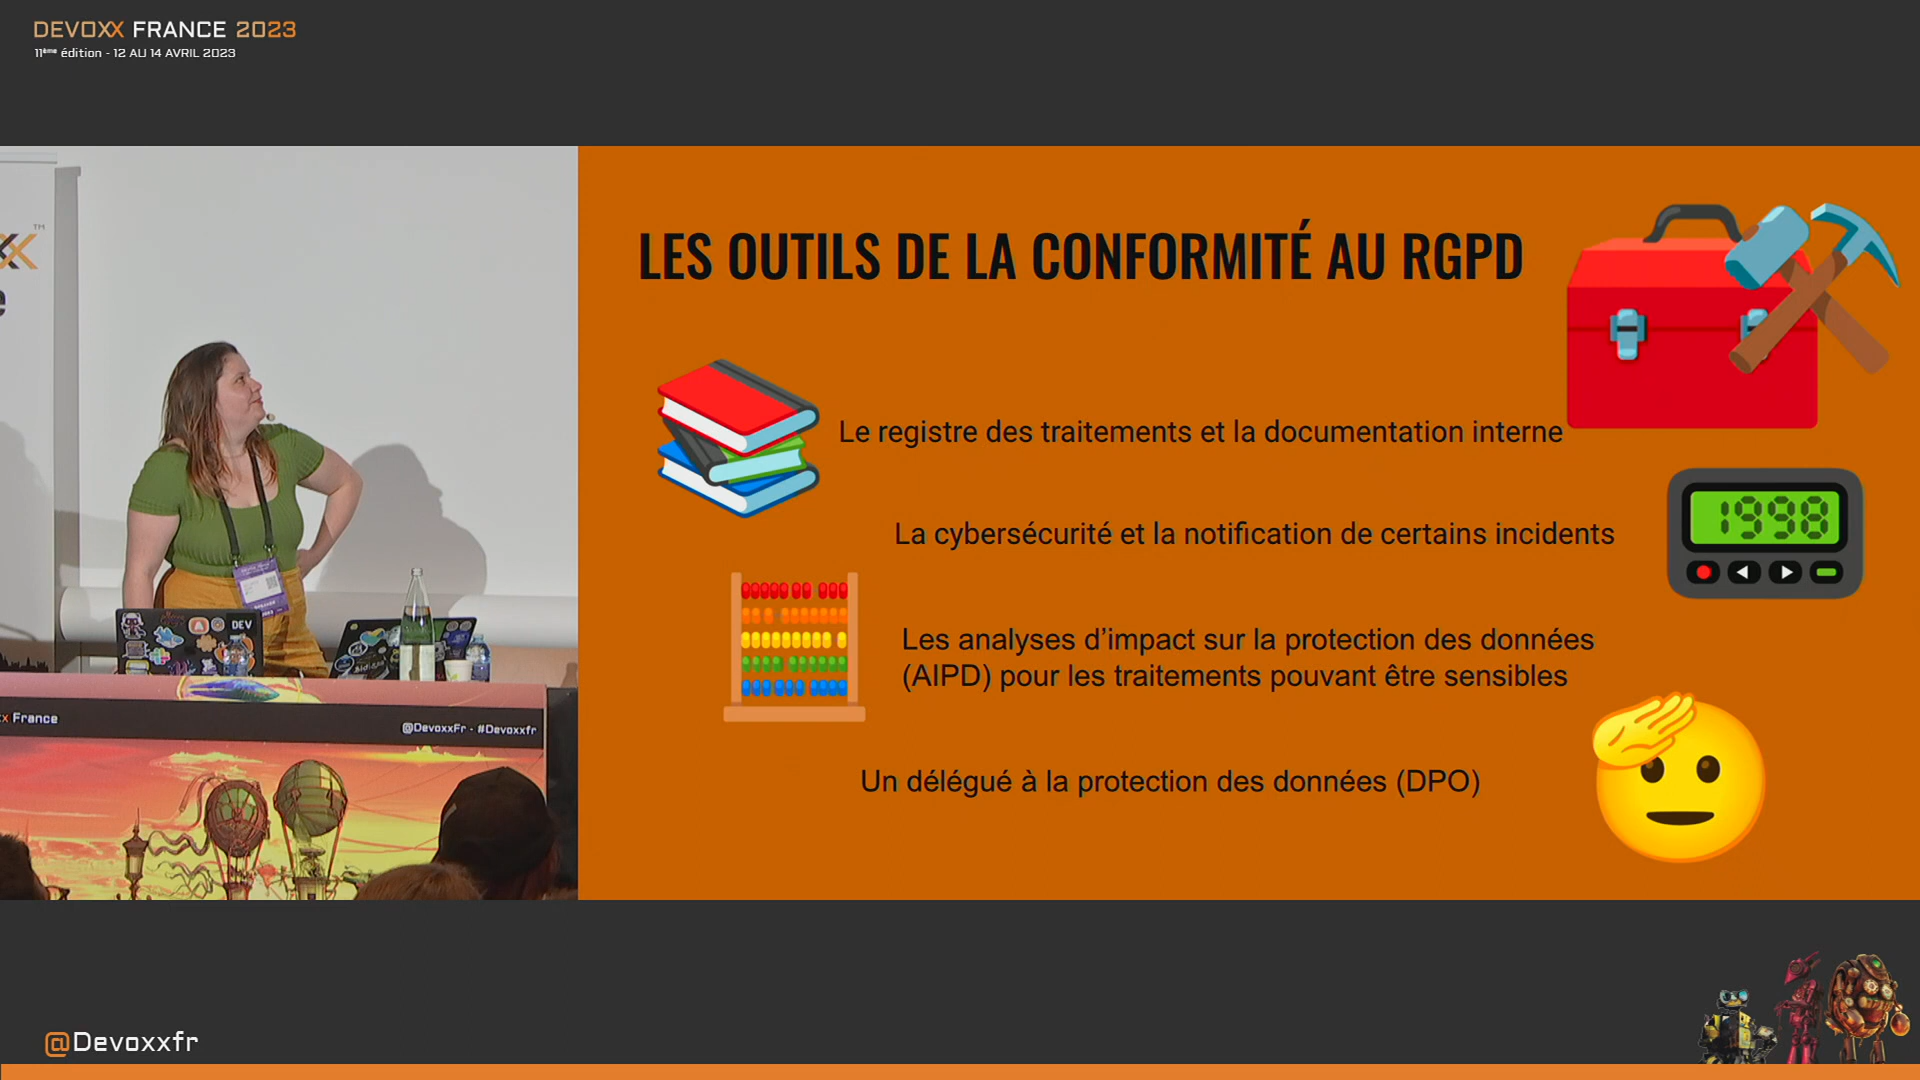 DEVOXX FRANCE 2023
11ème édition - 12 AU 14 AVRIL 2023
LES OUTILS DE LA CONFORMITÉ AU RGPD
Le registre des traitements et la documentation interne
1998
La cybersécurité et la notification de certains incidents
Les analyses d'impact sur la protection des données
(AIPD) pour les traitements pouvant être sensibles
Un délégué à la protection des données (DPO)
TM
DEV
x France
@DevoxxFr - #Devoxxfr
@Devoxxfr